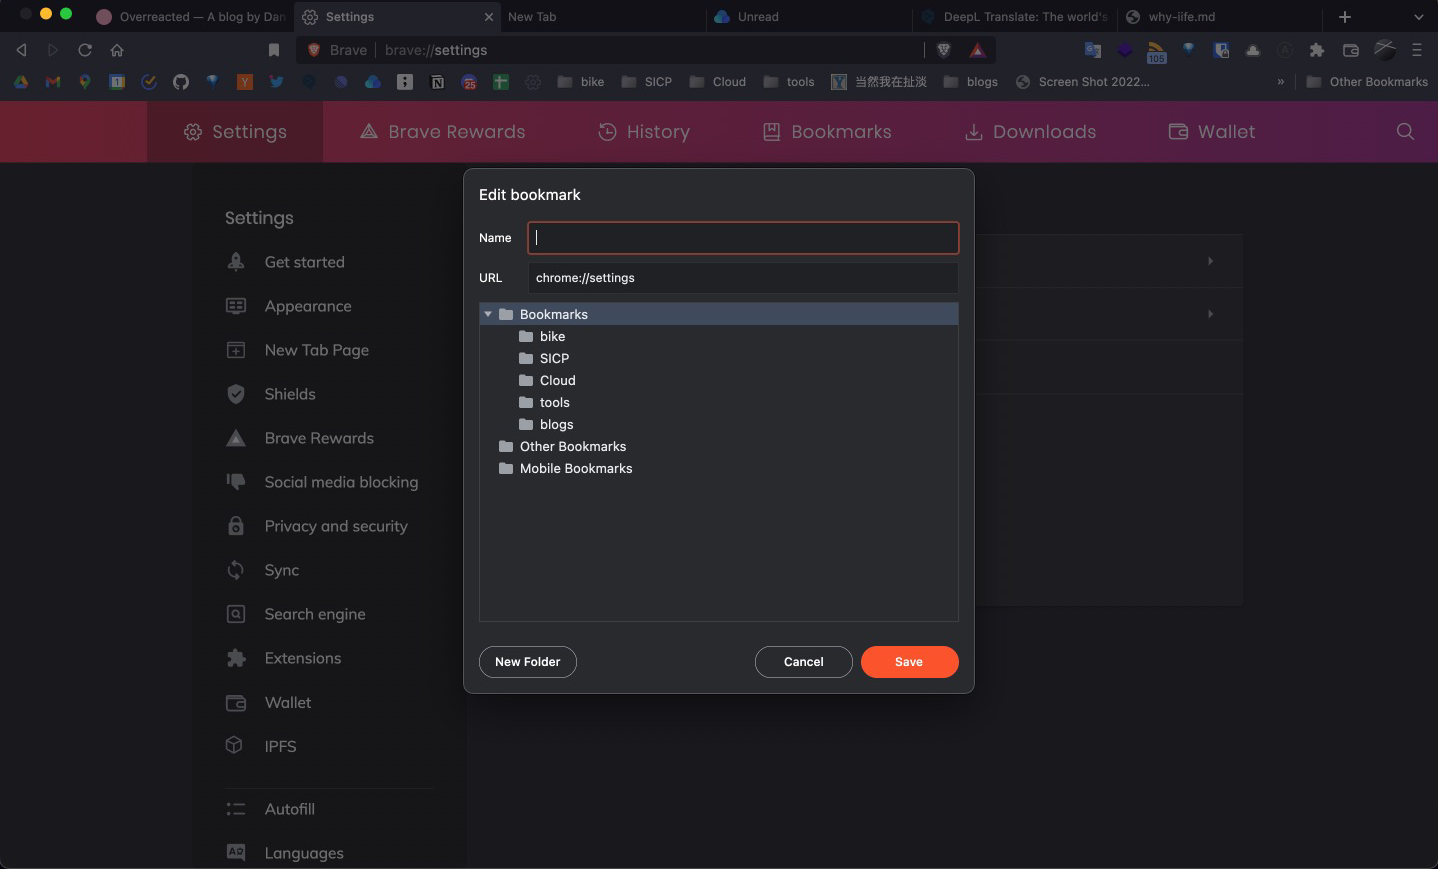 Overreacted — A blog by Dan
Settings
New Tab
Unread
DeepL Translate: The world's
why-iife.md
Brave
brave://settings
105
1
Y
25
bike
SICP
Cloud
tools
当然我在扯淡
blogs
Screen Shot 2022...
»
Other Bookmarks
Settings
Brave Rewards
History
Bookmarks
Downloads
Wallet
Settings
Get started
Appearance
New Tab Page
Shields
Brave Rewards
Social media blocking
Privacy and security
Sync
Search engine
Extensions
Wallet
IPFS
Autofill
Languages
Edit bookmark
Name
URL
chrome://settings
Bookmarks
bike
SICP
Cloud
tools
blogs
Other Bookmarks
Mobile Bookmarks
New Folder
Cancel
Save